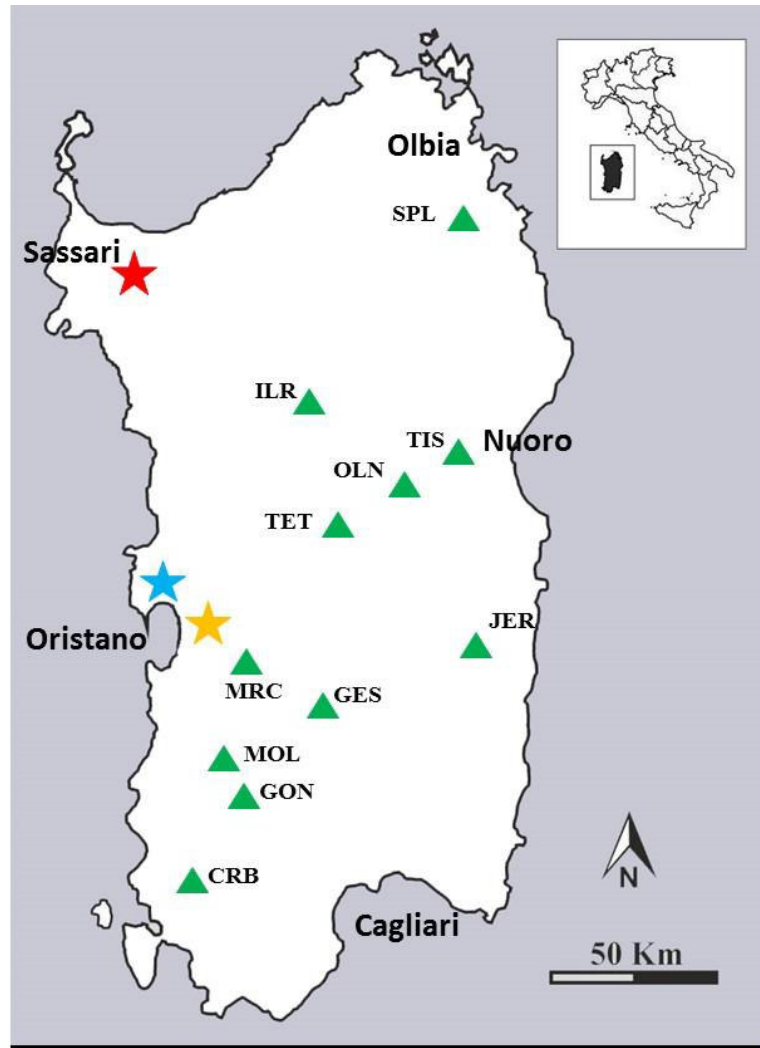 Olbia
SPL
Sassari
ILR
TIS
Nuoro
OLN
TET
JER
Oristano
MRC
GES
MOL
GON
CRB
Cagliari
N
50 Km